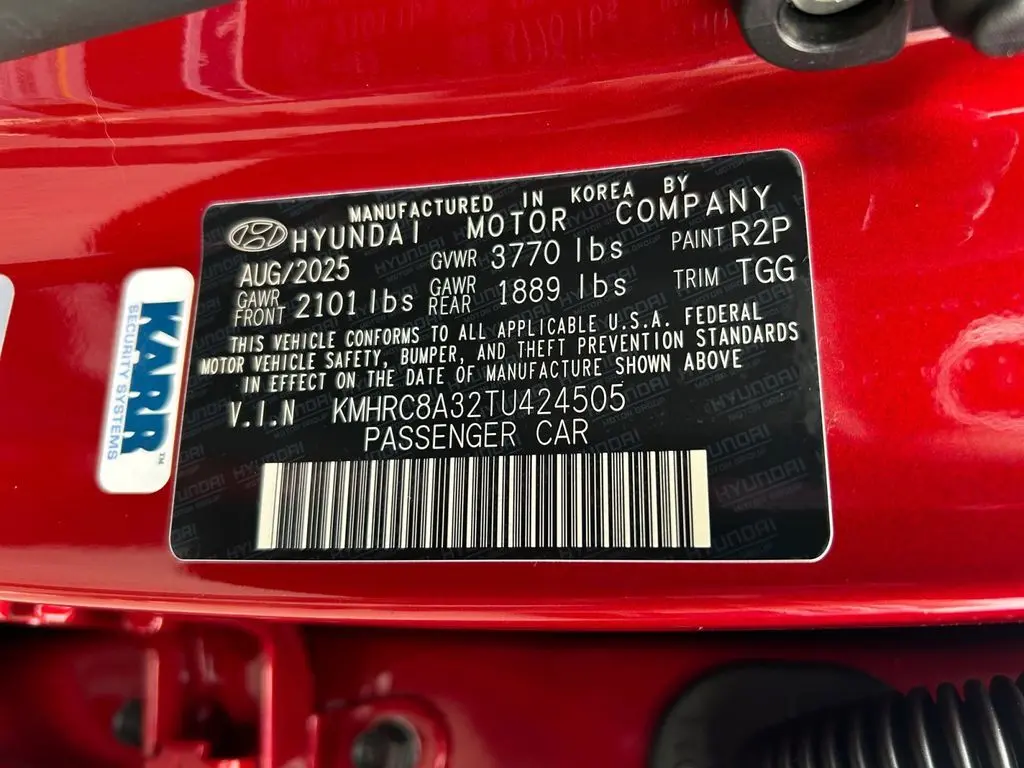 MANUFACTURED IN KOREA BY
HYUNDAI MOTOR COMPANY
AUG/2025 GVWR 3770 lbs PAINT R2P
GAWR FRONT 2101 lbs GAWR REAR 1889 lbs TRIM TGG
THIS VEHICLE CONFORMS TO ALL APPLICABLE U.S.A. FEDERAL
MOTOR VEHICLE SAFETY, BUMPER, AND THEFT PREVENTION STANDARDS
IN EFFECT ON THE DATE OF MANUFACTURE SHOWN ABOVE
V.I.N KMHRC8A32TU424505
PASSENGER CAR
KARR™
SECURITY SYSTEMS